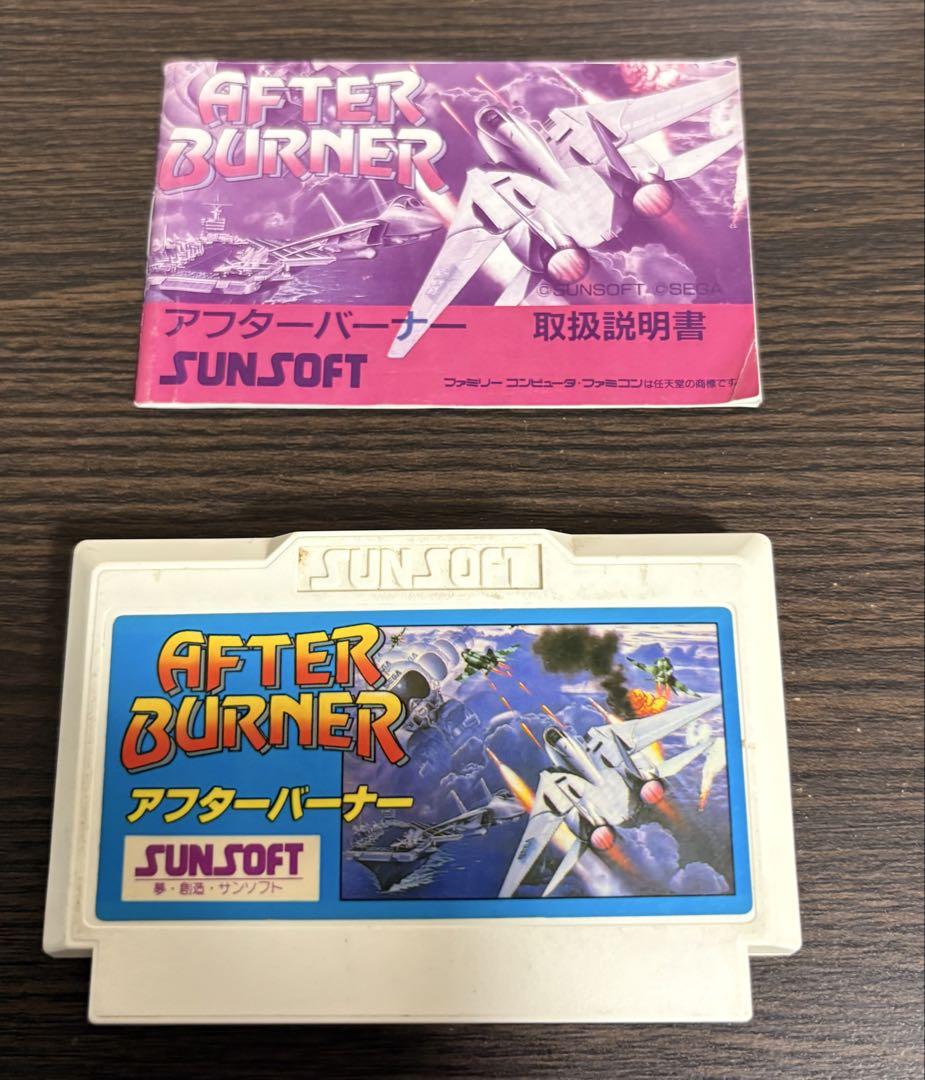 AFTER
BURNER
©SUNSOFT ©SEGA
アフターバーナー 取扱説明書
SUNSOFT
ファミリーコンピュータ・ファミコンは任天堂の商標です
SUNSOFT
AFTER
BURNER
アフターバーナー
SUNSOFT
夢・創造・サンソフト